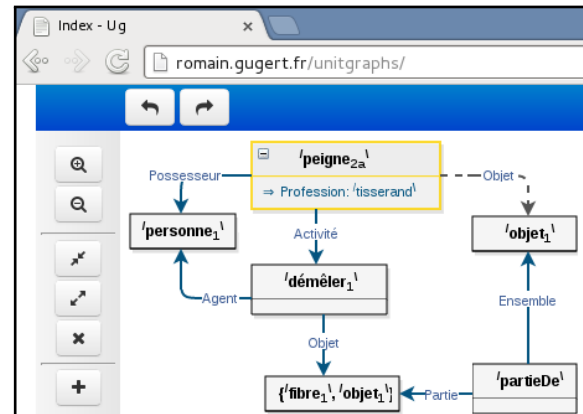 Index - Ug
romain.gugert.fr/unitgraphs/
/peigne2a\
Possesseur
⇒ Profession: /tisserand\
Objet
/personne1\
Activité
/objet1\
/démêler1\
Agent
Ensemble
Objet
/partieDe\
{/fibre1\, /objet1\}
Partie